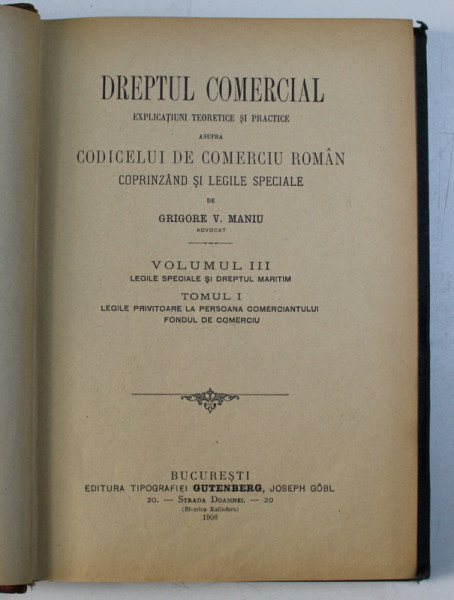 DREPTUL COMERCIAL
EXPLICAȚIUNI TEORETICE ȘI PRACTICE
ASUPRA
CODICELUI DE COMERCIU ROMÂN
COPRINZÂND ȘI LEGILE SPECIALE
DE
GRIGORE V. MANIU
ADVOCAT
VOLUMUL III
LEGILE SPECIALE ȘI DREPTUL MARITIM
TOMUL I
LEGILE PRIVITOARE LA PERSOANA COMERCIANTULUI
FONDUL DE COMERCIU
BUCUREȘTI
EDITURA TIPOGRAFIEI GUTENBERG, JOSEPH GÖBL
20. — STRADA DOAMNEI. — 20
(Biserica Kalinderu)